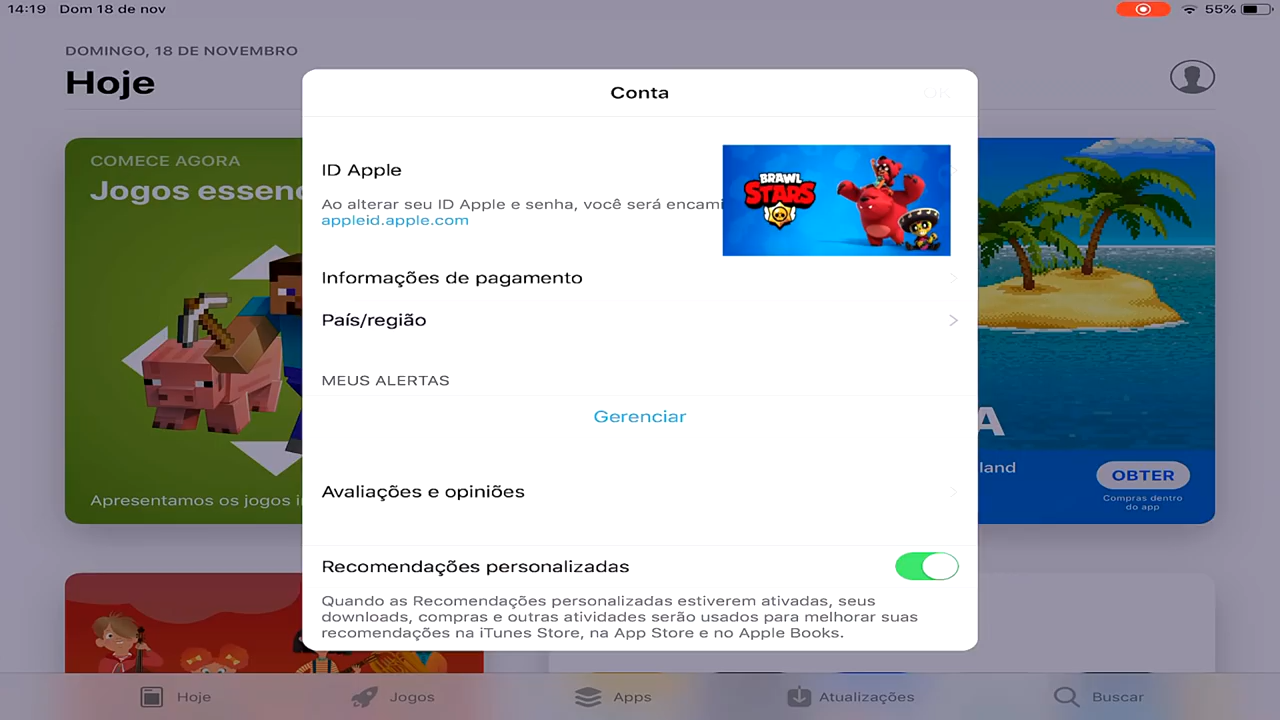 14:19 Dom 18 de nov
55%
DOMINGO, 18 DE NOVEMBRO
Hoje
Conta
OK
COMECE AGORA
Jogos essenc
ID Apple
Ao alterar seu ID Apple e senha, você será encami
appleid.apple.com
BRAWL
STARS
Informações de pagamento
País/região
MEUS ALERTAS
Gerenciar
A
land
OBTER
Compras dentro
do app
Avaliações e opiniões
Apresentamos os jogos i
Recomendações personalizadas
Quando as Recomendações personalizadas estiverem ativadas, seus
downloads, compras e outras atividades serão usados para melhorar suas
recomendações na iTunes Store, na App Store e no Apple Books.
Hoje
Jogos
Apps
Atualizações
Buscar